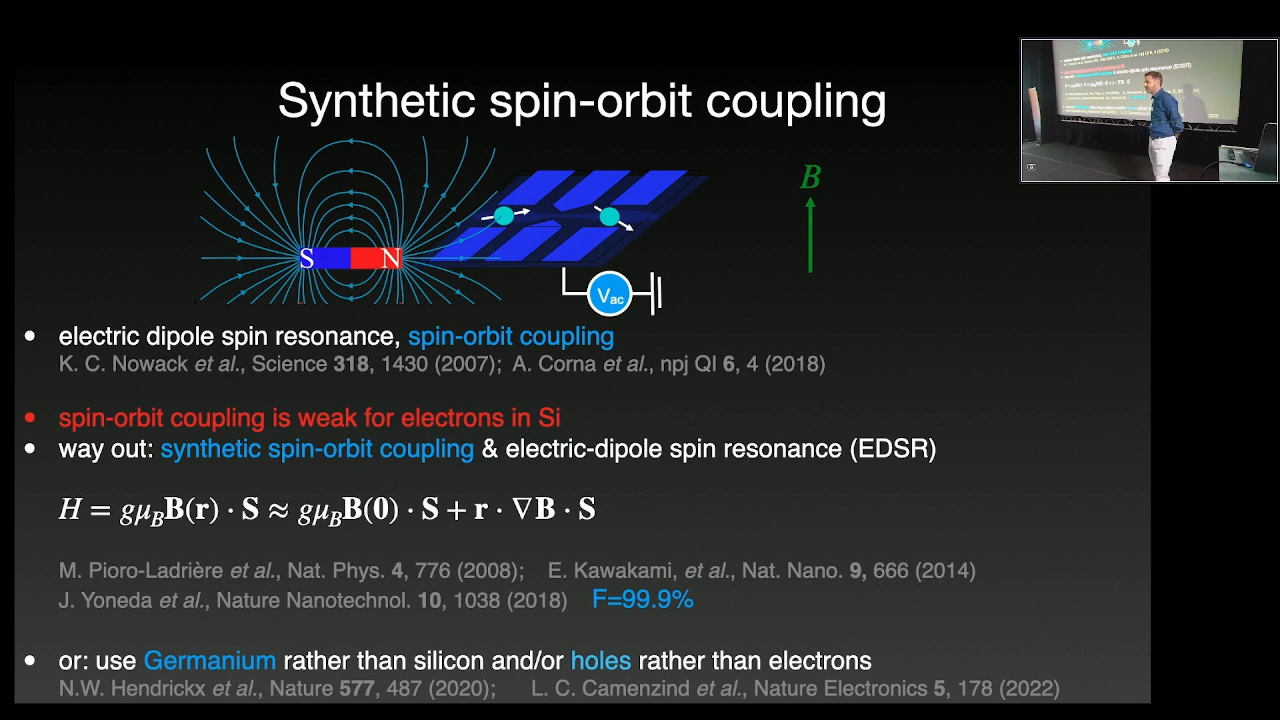 Synthetic spin-orbit coupling
S N
B
Vac
• electric dipole spin resonance, spin-orbit coupling
K. C. Nowack et al., Science 318, 1430 (2007); A. Corna et al., npj QI 6, 4 (2018)
• spin-orbit coupling is weak for electrons in Si
• way out: synthetic spin-orbit coupling & electric-dipole spin resonance (EDSR)
H = gμ_B B(r) · S ≈ gμ_B B(0) · S + r · ∇B · S
M. Pioro-Ladrière et al., Nat. Phys. 4, 776 (2008); E. Kawakami, et al., Nat. Nano. 9, 666 (2014)
J. Yoneda et al., Nature Nanotechnol. 10, 1038 (2018) F=99.9%
• or: use Germanium rather than silicon and/or holes rather than electrons
N.W. Hendrickx et al., Nature 577, 487 (2020); L. C. Camenzind et al., Nature Electronics 5, 178 (2022)